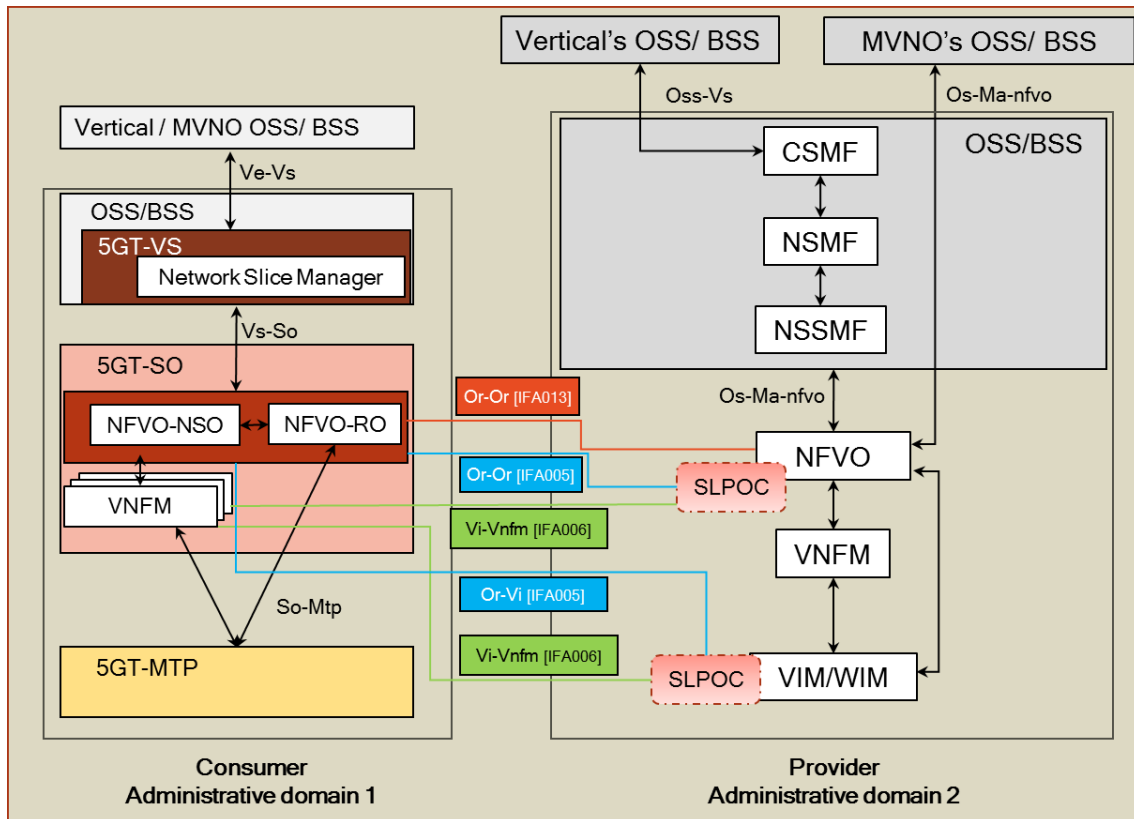 Vertical's OSS/ BSS
MVNO's OSS/ BSS
Oss-Vs
Os-Ma-nfvo
Vertical / MVNO OSS/ BSS
Ve-Vs
OSS/BSS
5GT-VS
Network Slice Manager
Vs-So
5GT-SO
NFVO-NSO
NFVO-RO
VNFM
So-Mtp
5GT-MTP
Or-Or [IFA013]
Or-Or [IFA005]
Vi-Vnfm [IFA006]
Or-Vi [IFA005]
Vi-Vnfm [IFA006]
OSS/BSS
CSMF
NSMF
NSSMF
Os-Ma-nfvo
NFVO
SLPOC
VNFM
SLPOC
VIM/WIM
Consumer
Administrative domain 1
Provider
Administrative domain 2